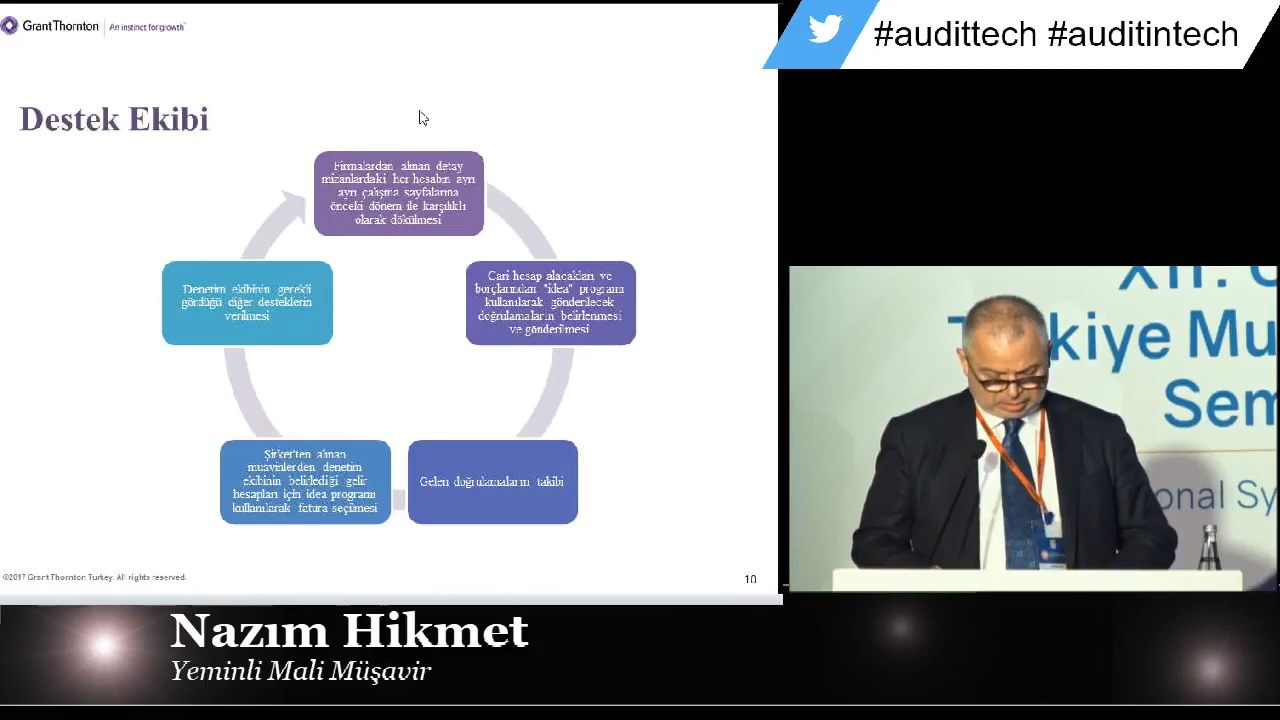 GrantThornton
An instinct for growth™
#audittech #auditintech
Destek Ekibi
Firmalardan alınan detay
mizanlardaki her hesabın ayrı
ayrı çalışma sayfalarına
önceki dönem ile karşılıklı
olarak dökülmesi
Cari hesap alacakları ve
borçlarından "idea" programı
kullanılarak gönderilecek
doğrulamaların belirlenmesi
ve gönderilmesi
Gelen doğrulamaların takibi
Şirket'ten alınan
muavinlerden denetim
ekibinin belirlediği gelir
hesapları için idea programı
kullanılarak fatura seçilmesi
Denetim ekibinin gerekli
gördüğü diğer desteklerin
verilmesi
©2017 Grant Thornton Turkey. All rights reserved.
10
XII.
Türkiye Mu
Sem
onal Sy
Nazım Hikmet
Yeminli Mali Müşavir